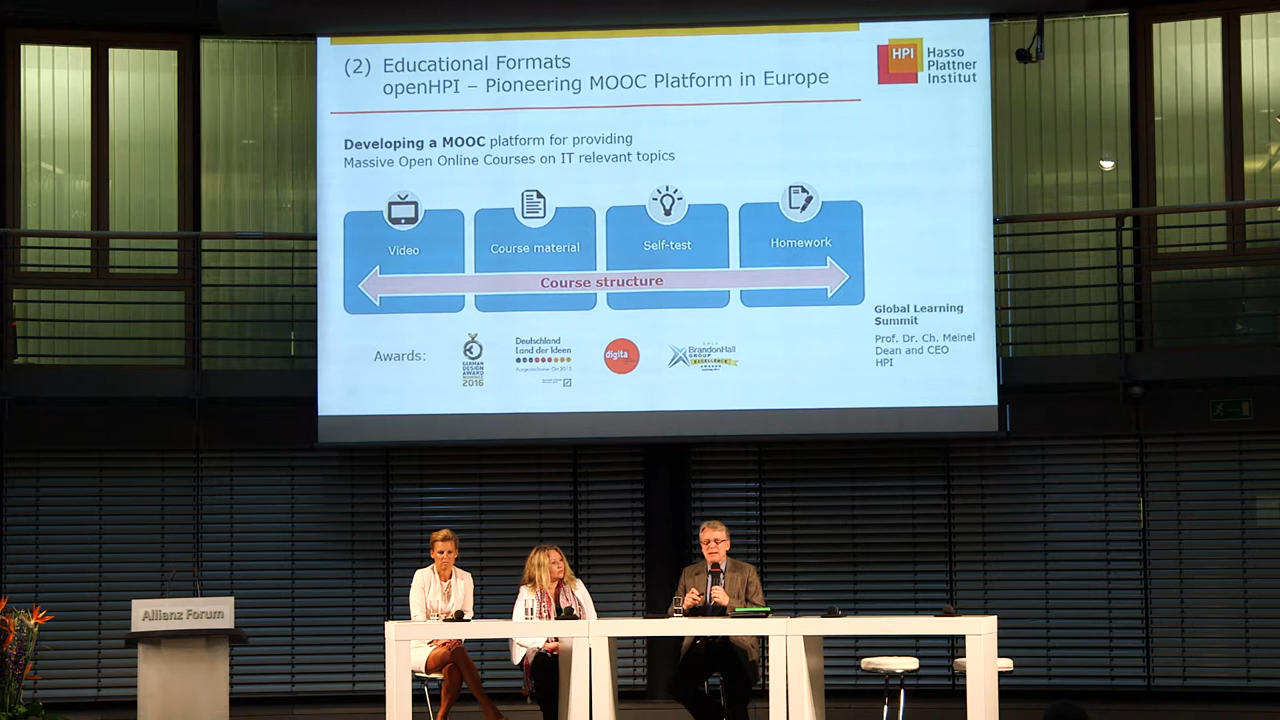 (2) Educational Formats
openHPI – Pioneering MOOC Platform in Europe
HPI
Hasso
Plattner
Institut
Developing a MOOC platform for providing
Massive Open Online Courses on IT relevant topics
Video
Course material
Self-test
Homework
Course structure
Global Learning
Summit
Prof. Dr. Ch. Meinel
Dean and CEO
HPI
Awards:
GERMAN
DESIGN
AWARD
NOMINEE
2016
Deutschland
Land der Ideen
digita
BrandonHall
GROUP
EXCELLENCE
AWARDS
Allianz Forum